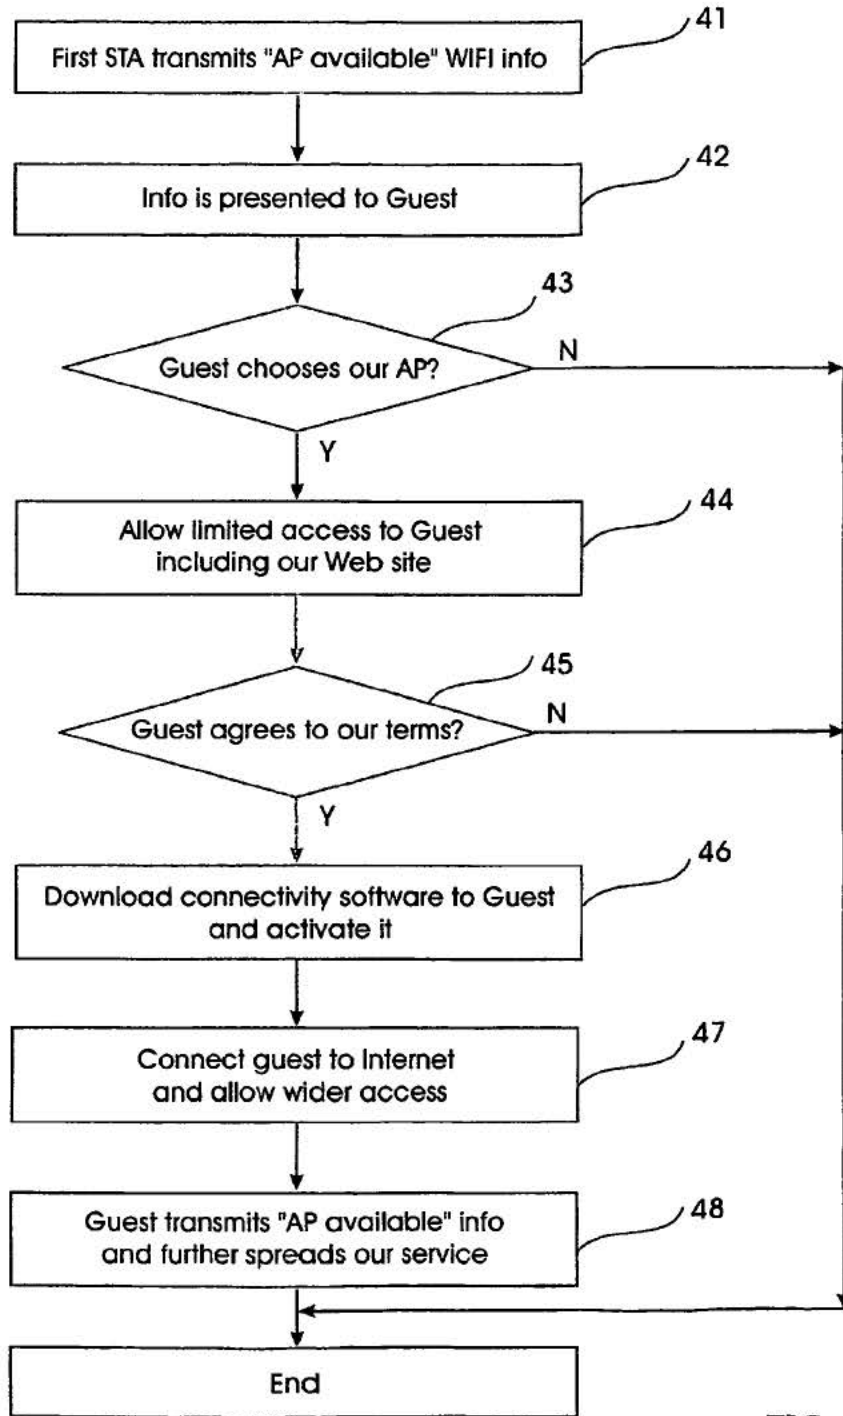 41
First STA transmits "AP available" WIFI info
42
Info is presented to Guest
43
Guest chooses our AP?
N
Y
44
Allow limited access to Guest
including our Web site
45
Guest agrees to our terms?
N
Y
46
Download connectivity software to Guest
and activate it
47
Connect guest to Internet
and allow wider access
48
Guest transmits "AP available" info
and further spreads our service
End